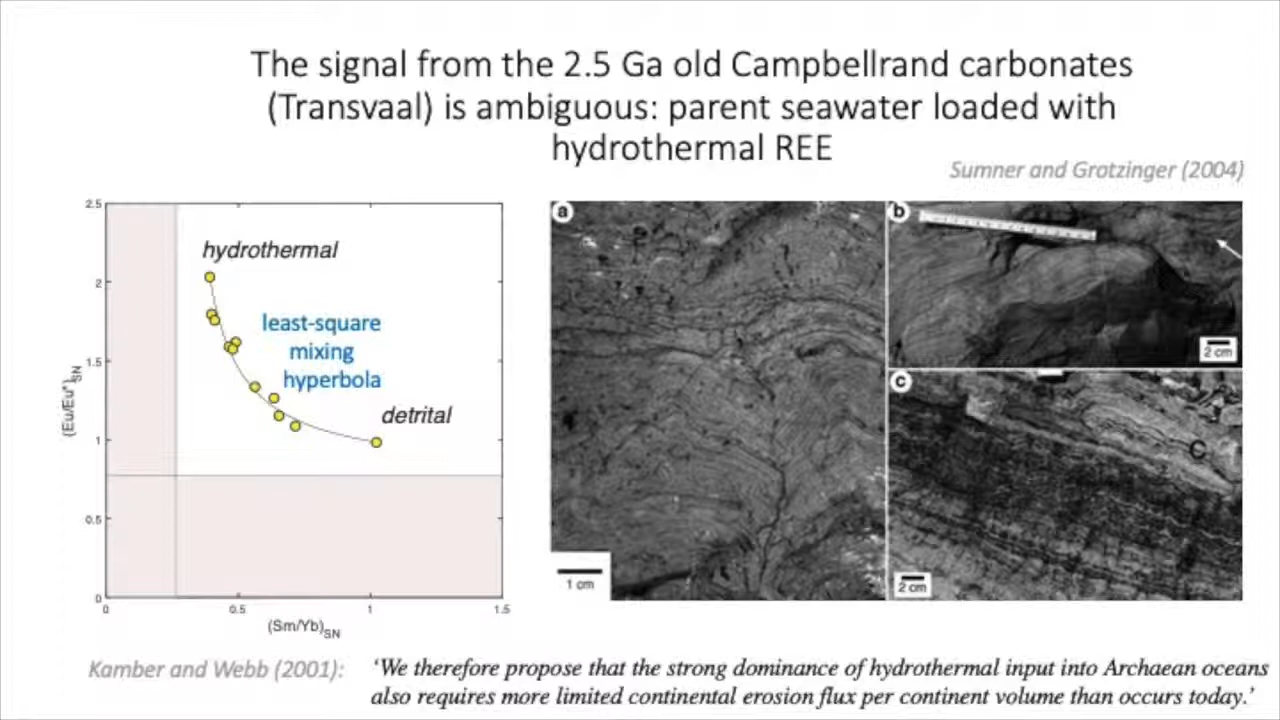 The signal from the 2.5 Ga old Campbellrand carbonates
(Transvaal) is ambiguous: parent seawater loaded with
hydrothermal REE
Sumner and Grotzinger (2004)
2.5
2
1.5
1
0.5
0
(Eu/Eu*)SN
hydrothermal
least-square
mixing
hyperbola
detrital
0
0.5
1
1.5
(Sm/Yb)SN
a
1 cm
b
2 cm
c
C
2 cm
Kamber and Webb (2001):
‘We therefore propose that the strong dominance of hydrothermal input into Archaean oceans
also requires more limited continental erosion flux per continent volume than occurs today.’